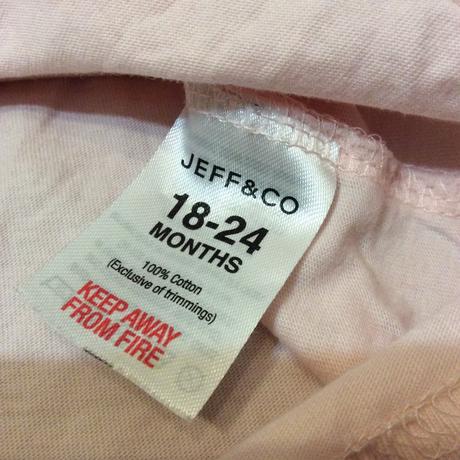 JEFF&CO
18-24
MONTHS
100% Cotton
(Exclusive of trimmings)
KEEP AWAY
FROM FIRE